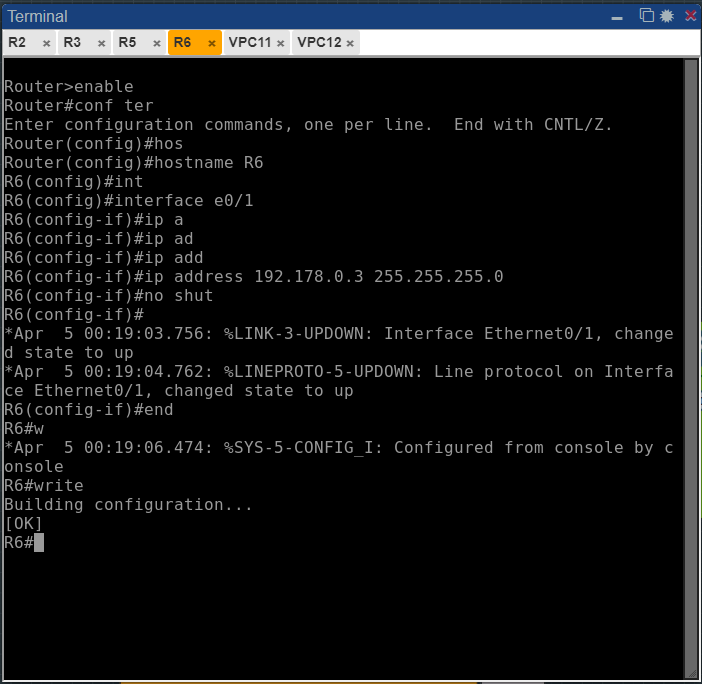 Terminal
R2 × R3 × R5 × R6 × VPC11 × VPC12 ×
Router>enable
Router#conf ter
Enter configuration commands, one per line.  End with CNTL/Z.
Router(config)#hos
Router(config)#hostname R6
R6(config)#int
R6(config)#interface e0/1
R6(config-if)#ip a
R6(config-if)#ip ad
R6(config-if)#ip add
R6(config-if)#ip address 192.178.0.3 255.255.255.0
R6(config-if)#no shut
R6(config-if)#
*Apr  5 00:19:03.756: %LINK-3-UPDOWN: Interface Ethernet0/1, change
d state to up
*Apr  5 00:19:04.762: %LINEPROTO-5-UPDOWN: Line protocol on Interfa
ce Ethernet0/1, changed state to up
R6(config-if)#end
R6#w
*Apr  5 00:19:06.474: %SYS-5-CONFIG_I: Configured from console by c
onsole
R6#write
Building configuration...
[OK]
R6#